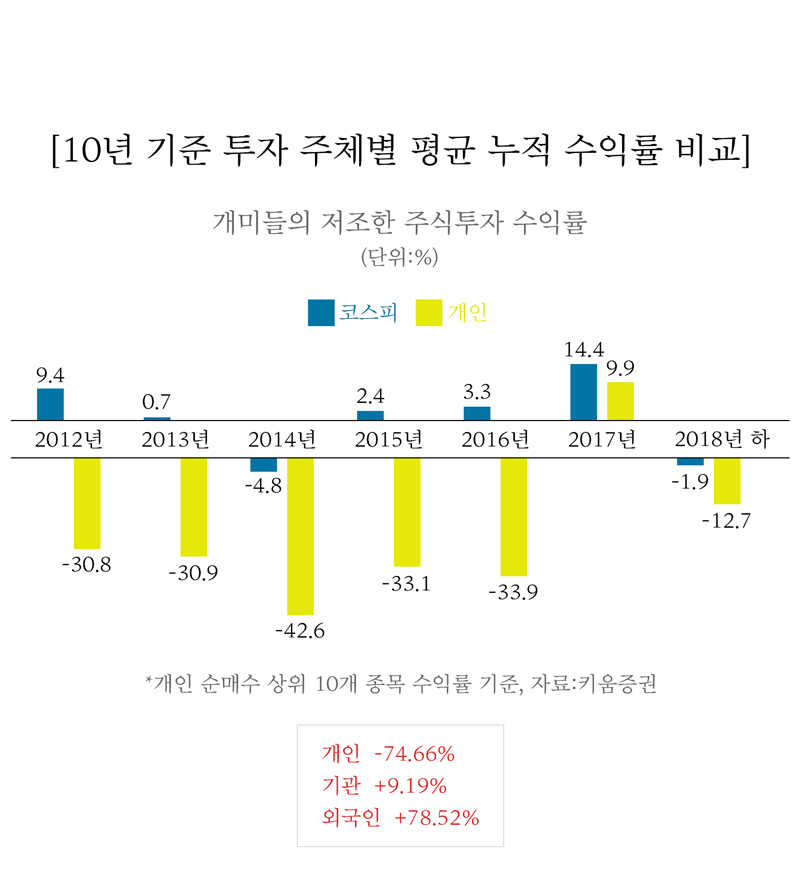 [10년 기준 투자 주체별 평균 누적 수익률 비교]
개미들의 저조한 주식투자 수익률
(단위:%)
코스피 개인
9.4 0.7 2.4 3.3 14.4 9.9
2012년 2013년 2014년 2015년 2016년 2017년 2018년 하
-30.8 -30.9 -4.8 -42.6 -33.1 -33.9 -1.9 -12.7
*개인 순매수 상위 10개 종목 수익률 기준, 자료:키움증권
개인 -74.66%
기관 +9.19%
외국인 +78.52%